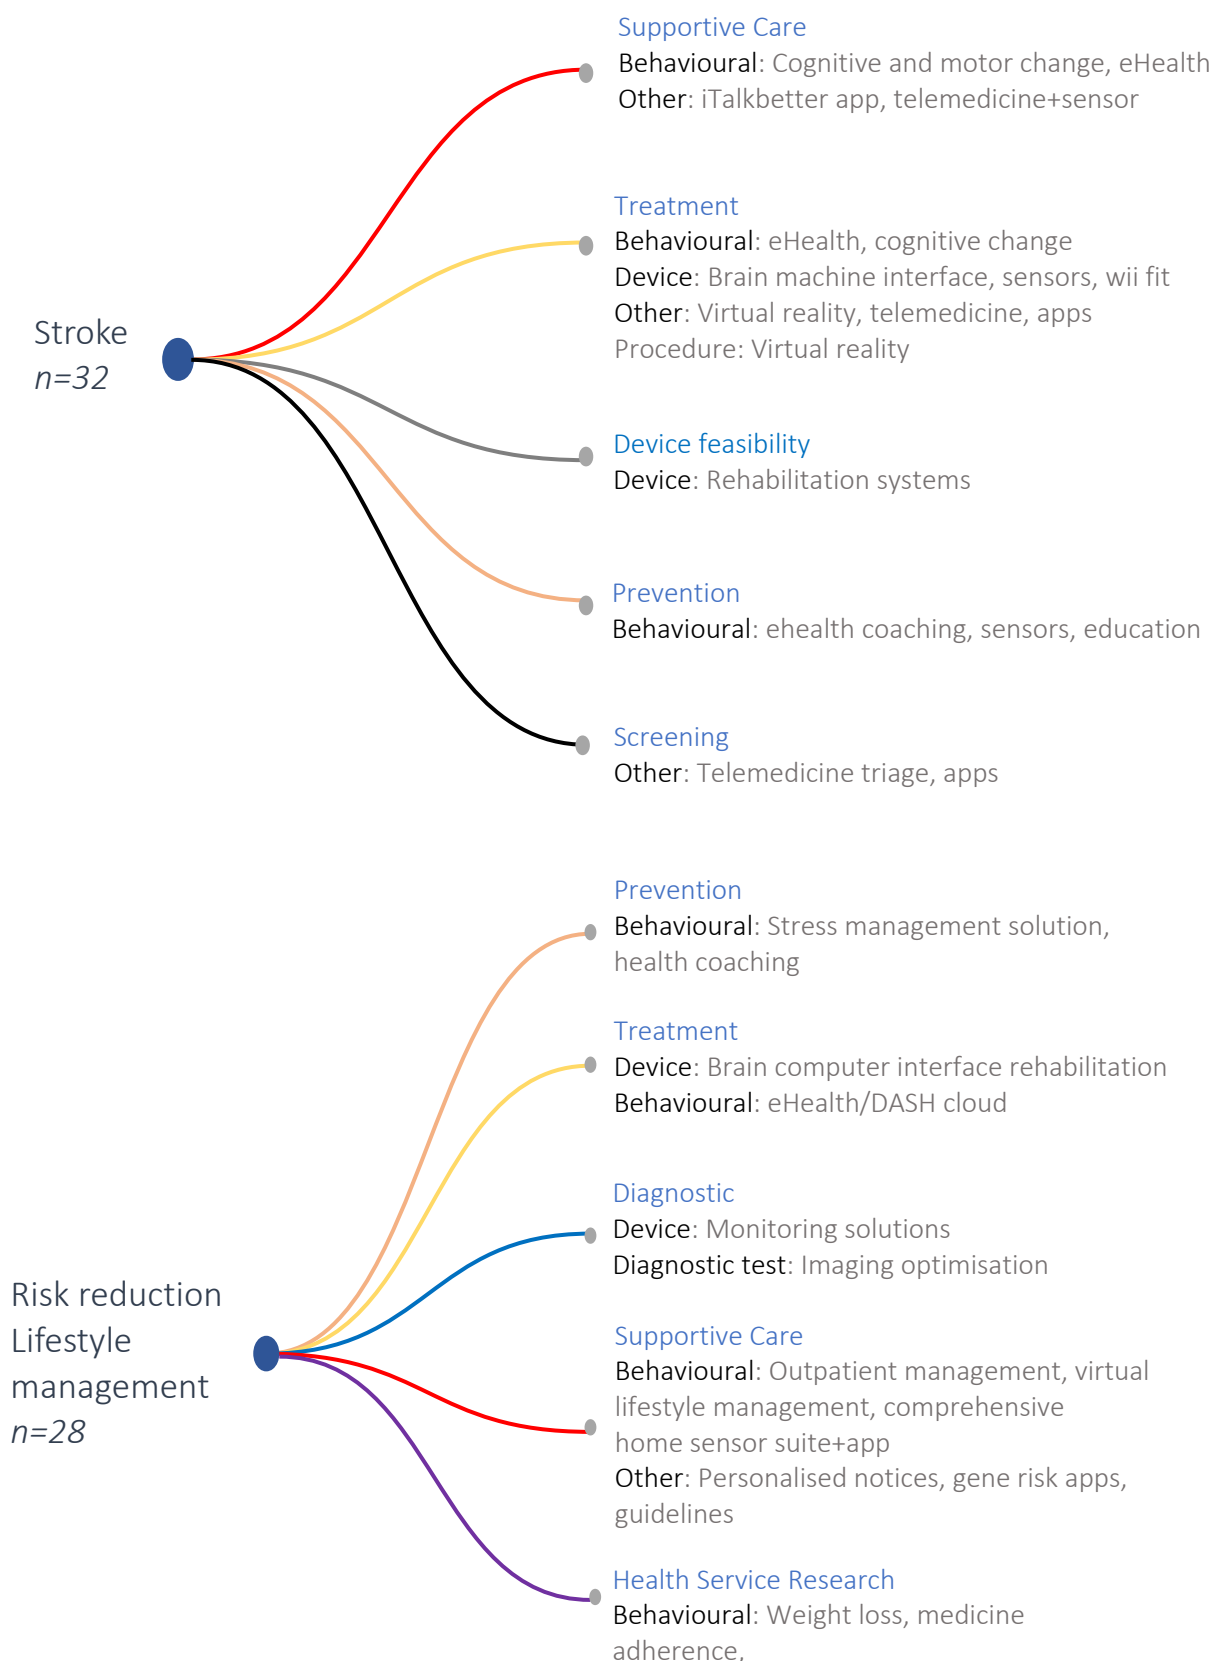 Supportive Care
Behavioural: Cognitive and motor change, eHealth
Other: iTalkbetter app, telemedicine+sensor
Treatment
Behavioural: eHealth, cognitive change
Device: Brain machine interface, sensors, wii fit
Other: Virtual reality, telemedicine, apps
Procedure: Virtual reality
Stroke
n=32
Device feasibility
Device: Rehabilitation systems
Prevention
Behavioural: ehealth coaching, sensors, education
Screening
Other: Telemedicine triage, apps
Prevention
Behavioural: Stress management solution,
health coaching
Treatment
Device: Brain computer interface rehabilitation
Behavioural: eHealth/DASH cloud
Diagnostic
Device: Monitoring solutions
Diagnostic test: Imaging optimisation
Risk reduction
Lifestyle
management
n=28
Supportive Care
Behavioural: Outpatient management, virtual
lifestyle management, comprehensive
home sensor suite+app
Other: Personalised notices, gene risk apps,
guidelines
Health Service Research
Behavioural: Weight loss, medicine
adherence,